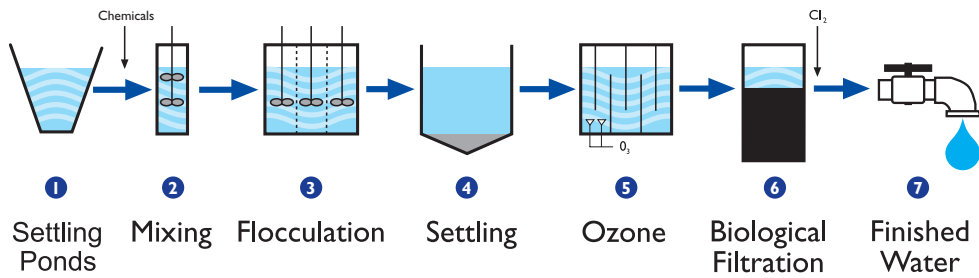 Chemicals
Cl₂
O₃
1
2
3
4
5
6
7
Settling
Ponds
Mixing
Flocculation
Settling
Ozone
Biological
Filtration
Finished
Water